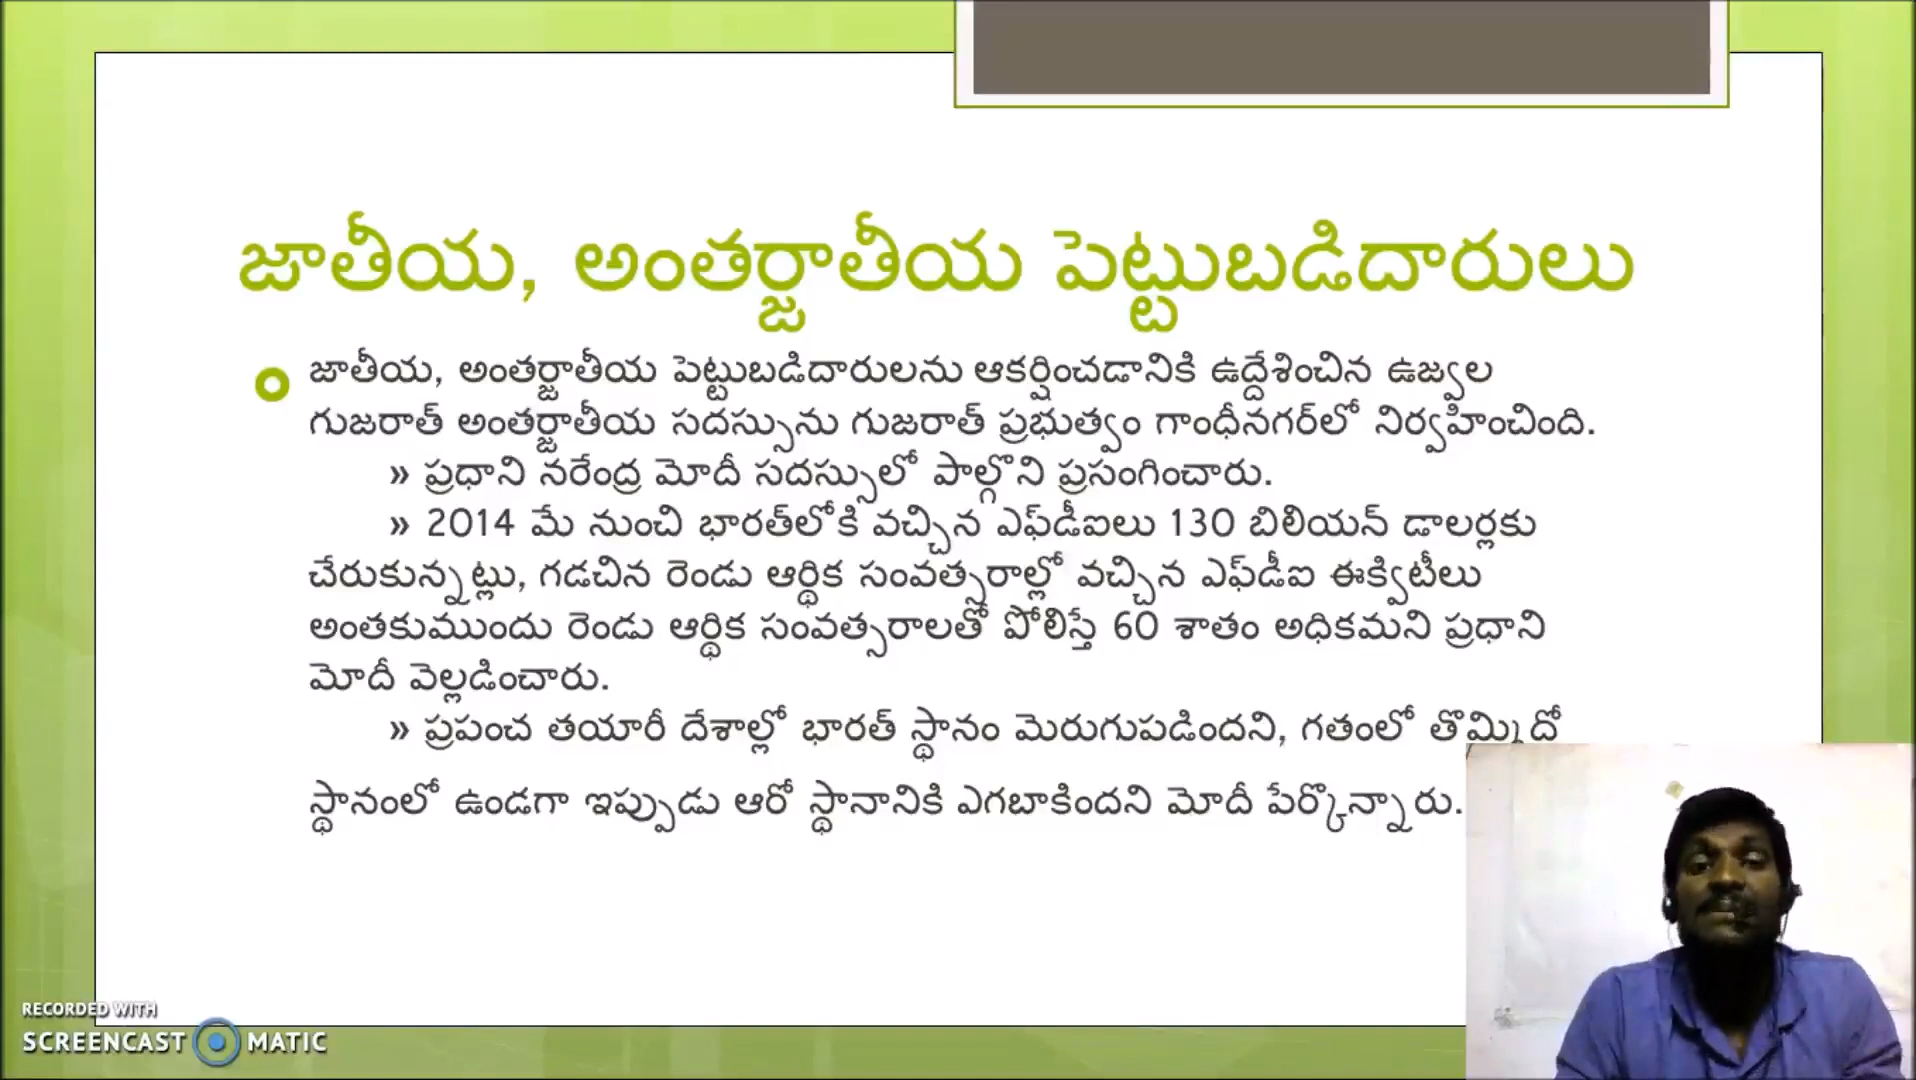 జాతీయ, అంతర్జాతీయ పెట్టుబడిదారులు
జాతీయ, అంతర్జాతీయ పెట్టుబడిదారులను ఆకర్షించడానికి ఉద్దేశించిన ఉజ్వల
గుజరాత్ అంతర్జాతీయ సదస్సును గుజరాత్ ప్రభుత్వం గాంధీనగర్‌లో నిర్వహించింది.
» ప్రధాని నరేంద్ర మోదీ సదస్సులో పాల్గొని ప్రసంగించారు.
» 2014 మే నుంచి భారత్‌లోకి వచ్చిన ఎఫ్‌డీఐలు 130 బిలియన్ డాలర్లకు
చేరుకున్నట్లు, గడచిన రెండు ఆర్థిక సంవత్సరాల్లో వచ్చిన ఎఫ్‌డీఐ ఈక్విటీలు
అంతకుముందు రెండు ఆర్థిక సంవత్సరాలతో పోలిస్తే 60 శాతం అధికమని ప్రధాని
మోదీ వెల్లడించారు.
» ప్రపంచ తయారీ దేశాల్లో భారత్ స్థానం మెరుగుపడిందని, గతంలో తొమ్మిదో
స్థానంలో ఉండగా ఇప్పుడు ఆరో స్థానానికి ఎగబాకిందని మోదీ పేర్కొన్నారు.
RECORDED WITH
SCREENCAST MATIC